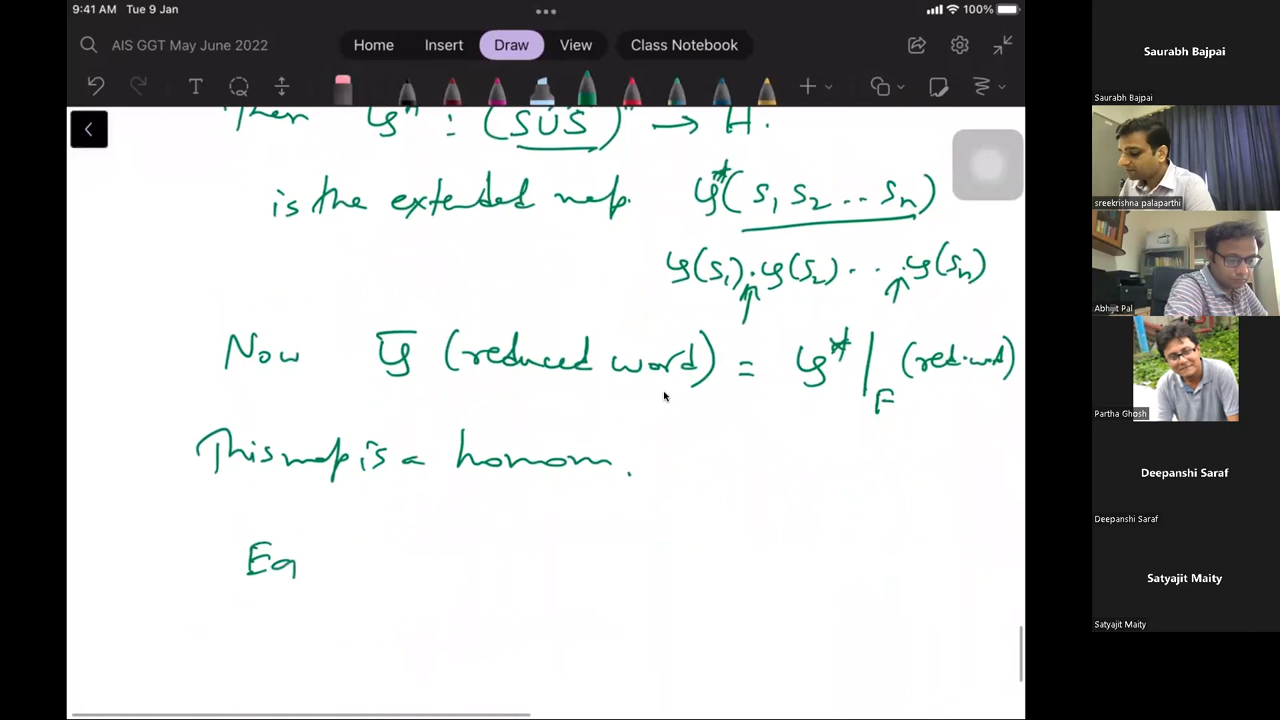 9:41 AM Tue 9 Jan
100%
AIS GGT May June 2022
Home Insert Draw View Class Notebook
Then φ* : (S∪Ŝ)* → H.
is the extended map. φ*(s₁ s₂ .. sₙ)
φ(s₁).φ(s₂) .. .φ(sₙ)
Now φ̅ (reduced word) = φ*|_F (red.word)
This map is a homom.
Eg
Saurabh Bajpai
Saurabh Bajpai
sreekrishna palaparthi
Abhijit Pal
Partha Ghosh
Deepanshi Saraf
Deepanshi Saraf
Satyajit Maity
Satyajit Maity